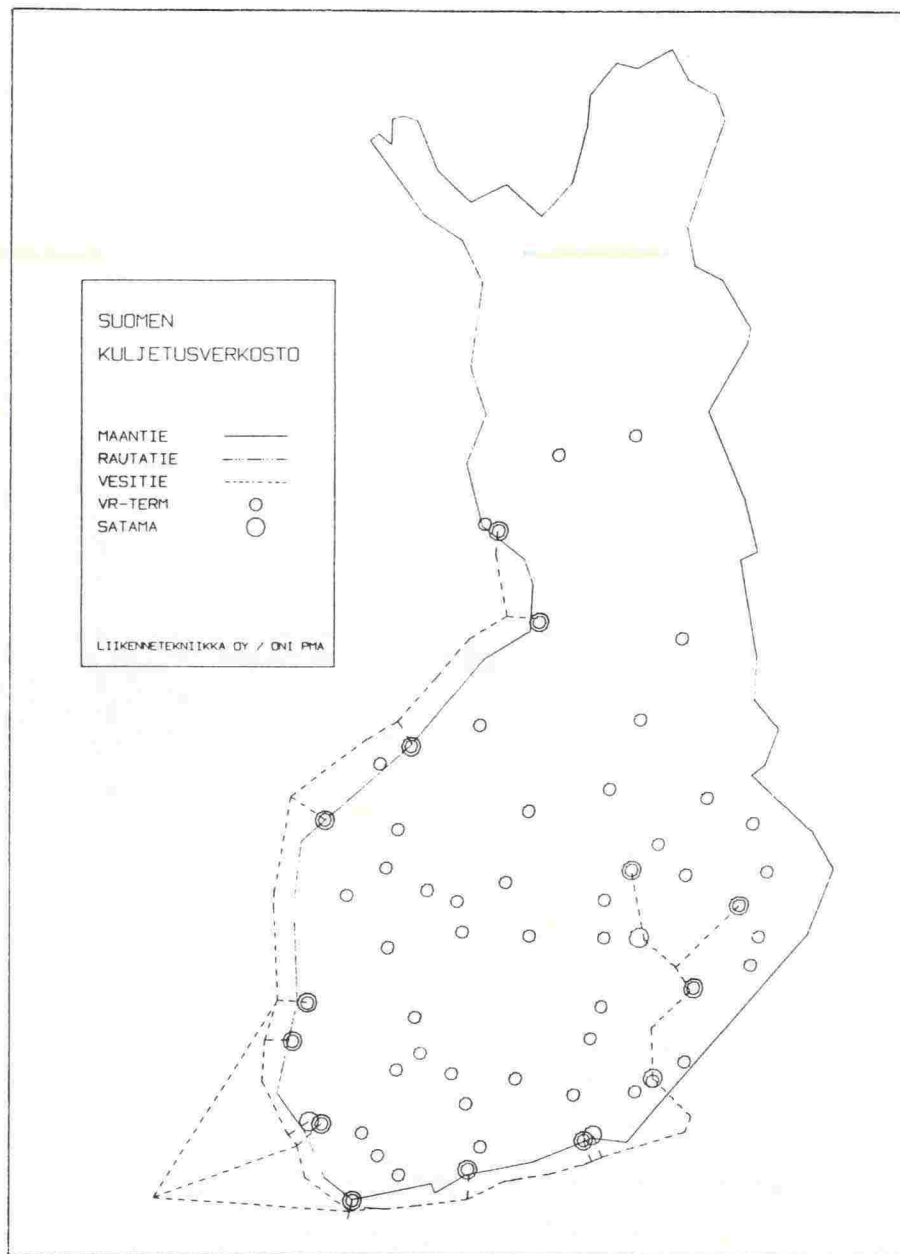 SUOMEN
KULJETUSVERKOSTO
MAANTIE
RAUTATIE
VESITIE
VR-TERM
SATAMA
LIIKENNETEKNIIKKA OY / ONI PMA